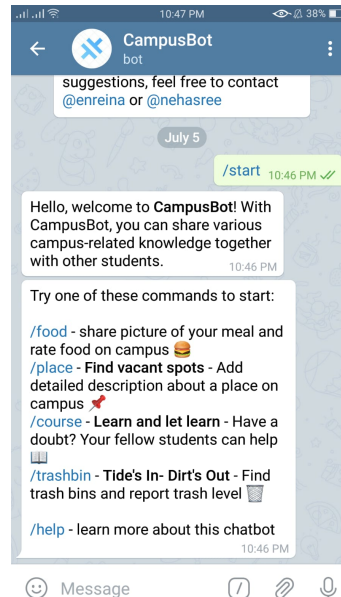 10:47 PM
38%
CampusBot
bot
suggestions, feel free to contact
@enreina or @nehasree
July 5
/start 10:46 PM
Hello, welcome to CampusBot! With
CampusBot, you can share various
campus-related knowledge together
with other students.
10:46 PM
Try one of these commands to start:
/food - share picture of your meal and
rate food on campus 🍔
/place - Find vacant spots - Add
detailed description about a place on
campus 📌
/course - Learn and let learn - Have a
doubt? Your fellow students can help
📖
/trashbin - Tide's In- Dirt's Out - Find
trash bins and report trash level 🗑
/help - learn more about this chatbot
10:46 PM
Message